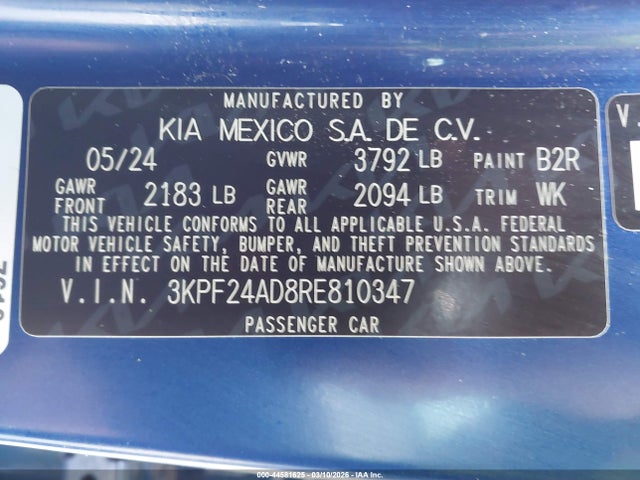 MANUFACTURED BY
KIA MEXICO S.A. DE C.V.
05/24 GVWR 3792 LB PAINT B2R
GAWR FRONT 2183 LB GAWR REAR 2094 LB TRIM WK
THIS VEHICLE CONFORMS TO ALL APPLICABLE U.S.A. FEDERAL
MOTOR VEHICLE SAFETY, BUMPER, AND THEFT PREVENTION STANDARDS
IN EFFECT ON THE DATE OF MANUFACTURE SHOWN ABOVE.
V.I.N. 3KPF24AD8RE810347
PASSENGER CAR
V.
000-44581625 - 03/10/2026 - IAA Inc.